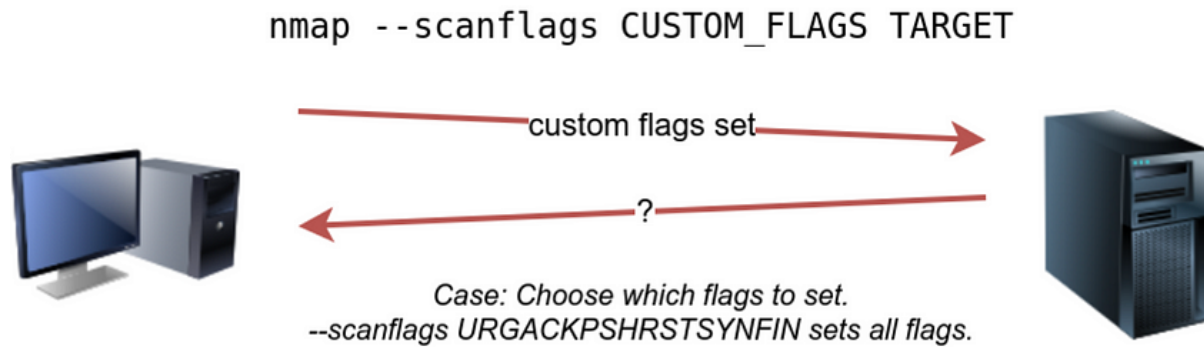 nmap --scanflags CUSTOM_FLAGS TARGET
custom flags set
?
Case: Choose which flags to set.
--scanflags URGACKPSHRSTSYNFIN sets all flags.